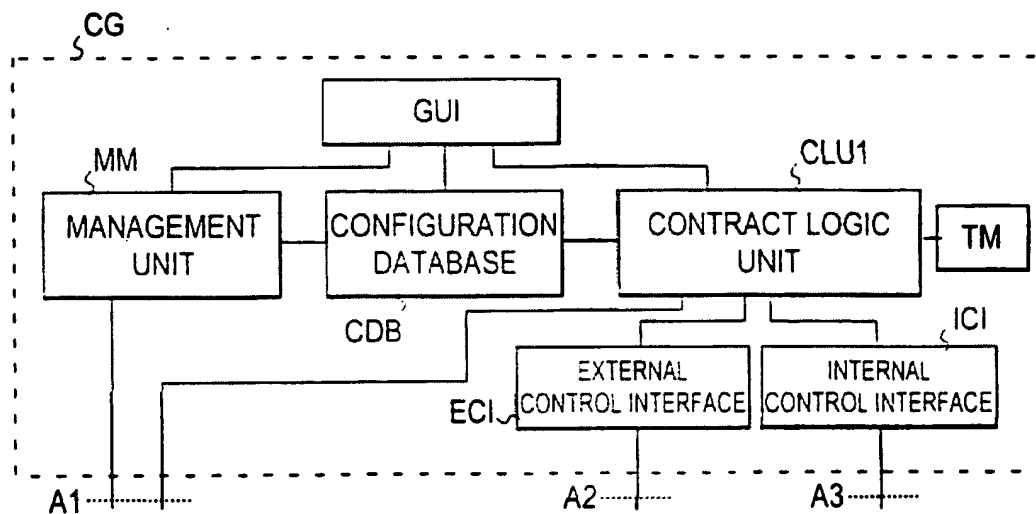 CG
GUI
MM
CLU1
MANAGEMENT
UNIT
CONFIGURATION
DATABASE
CONTRACT LOGIC
UNIT
TM
CDB
ICI
EXTERNAL
CONTROL INTERFACE
INTERNAL
CONTROL INTERFACE
ECI
A1
A2
A3